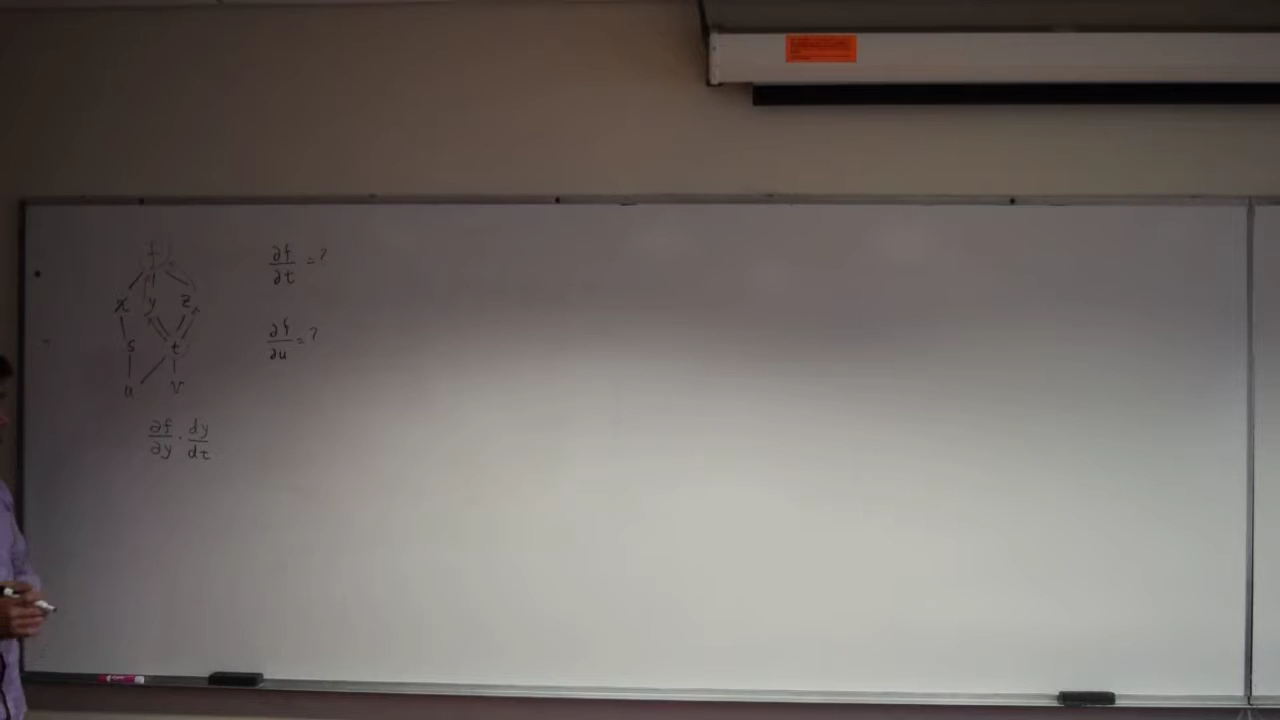 f
x y z
s t
u v
∂f/∂y · dy/dt
∂f/∂t = ?
∂f/∂u = ?